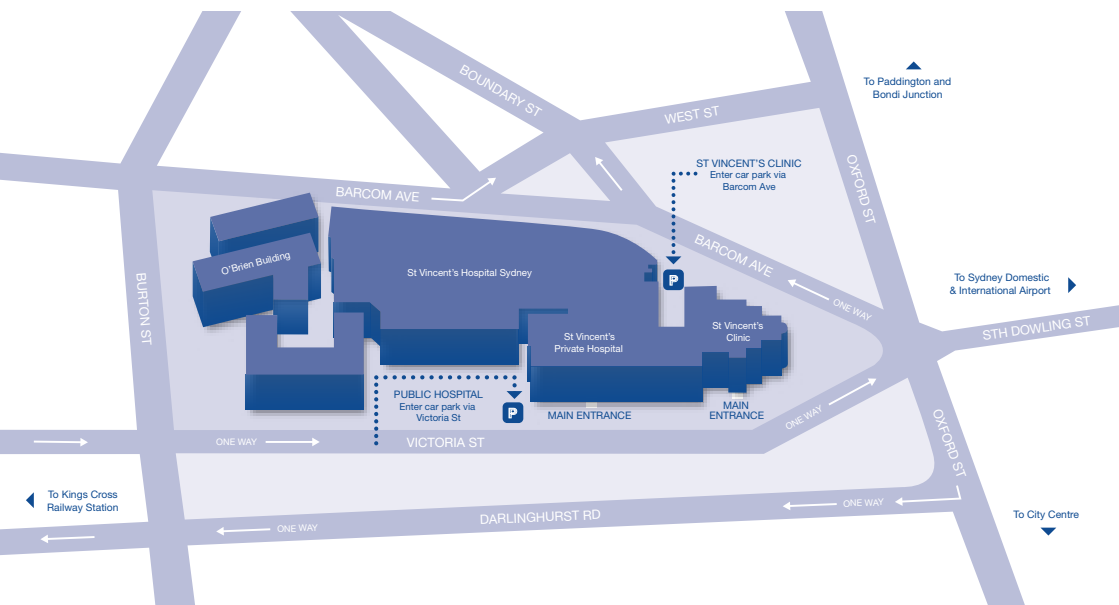 To Paddington and
Bondi Junction
BOUNDARY ST
WEST ST
OXFORD ST
ST VINCENT'S CLINIC
Enter car park via
Barcom Ave
BARCOM AVE
BARCOM AVE
O'Brien Building
St Vincent's Hospital Sydney
P
To Sydney Domestic
& International Airport
BURTON ST
ONE WAY
STH DOWLING ST
St Vincent's
Private Hospital
St Vincent's
Clinic
PUBLIC HOSPITAL
Enter car park via
Victoria St
P
MAIN ENTRANCE
MAIN
ENTRANCE
ONE WAY
ONE WAY
VICTORIA ST
OXFORD ST
To Kings Cross
Railway Station
ONE WAY
DARLINGHURST RD
ONE WAY
To City Centre